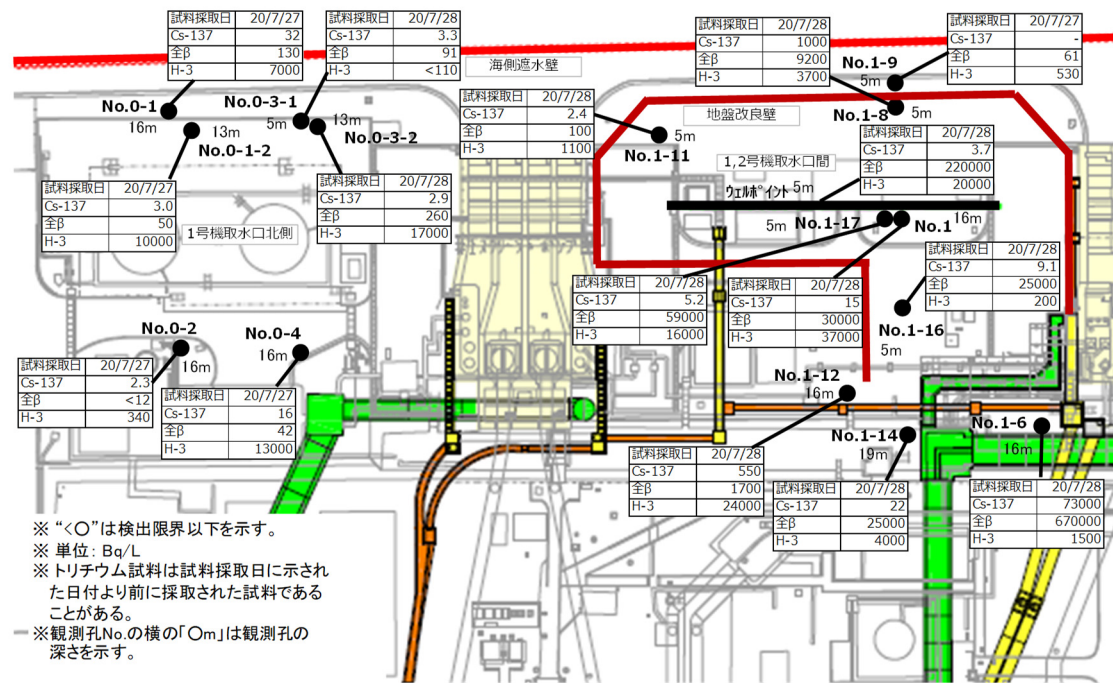 試料採取日 20/7/27
Cs-137 32
全β 130
H-3 7000
試料採取日 20/7/28
Cs-137 3.3
全β 91
H-3 <110
海側遮水壁
試料採取日 20/7/28
Cs-137 1000
全β 9200
H-3 3700
試料採取日 20/7/27
Cs-137 -
全β 61
H-3 530
No.1-9
5m
No.0-1
16m
13m
No.0-1-2
No.0-3-1
5m
13m
No.0-3-2
試料採取日 20/7/28
Cs-137 2.4
全β 100
H-3 1100
5m
No.1-11
地盤改良壁
No.1-8
5m
1,2号機取水口間
試料採取日 20/7/28
Cs-137 3.7
全β 220000
H-3 20000
ウェルポイント 5m
試料採取日 20/7/27
Cs-137 3.0
全β 50
H-3 10000
1号機取水口北側
試料採取日 20/7/28
Cs-137 2.9
全β 260
H-3 17000
5m
No.1-17
No.1
16m
試料採取日 20/7/28
Cs-137 9.1
全β 25000
H-3 200
試料採取日 20/7/28
Cs-137 5.2
全β 59000
H-3 16000
試料採取日 20/7/28
Cs-137 15
全β 30000
H-3 37000
No.1-16
5m
No.0-2
16m
No.0-4
16m
試料採取日 20/7/27
Cs-137 2.3
全β <12
H-3 340
試料採取日 20/7/27
Cs-137 16
全β 42
H-3 13000
No.1-12
16m
No.1-14
19m
No.1-6
16m
試料採取日 20/7/28
Cs-137 550
全β 1700
H-3 24000
試料採取日 20/7/28
Cs-137 22
全β 25000
H-3 4000
試料採取日 20/7/28
Cs-137 73000
全β 670000
H-3 1500
※ “<〇”は検出限界以下を示す。
※ 単位: Bq/L
※ トリチウム試料は試料採取日に示され
た日付より前に採取された試料である
ことがある。
※観測孔No.の横の「〇m」は観測孔の
深さを示す。